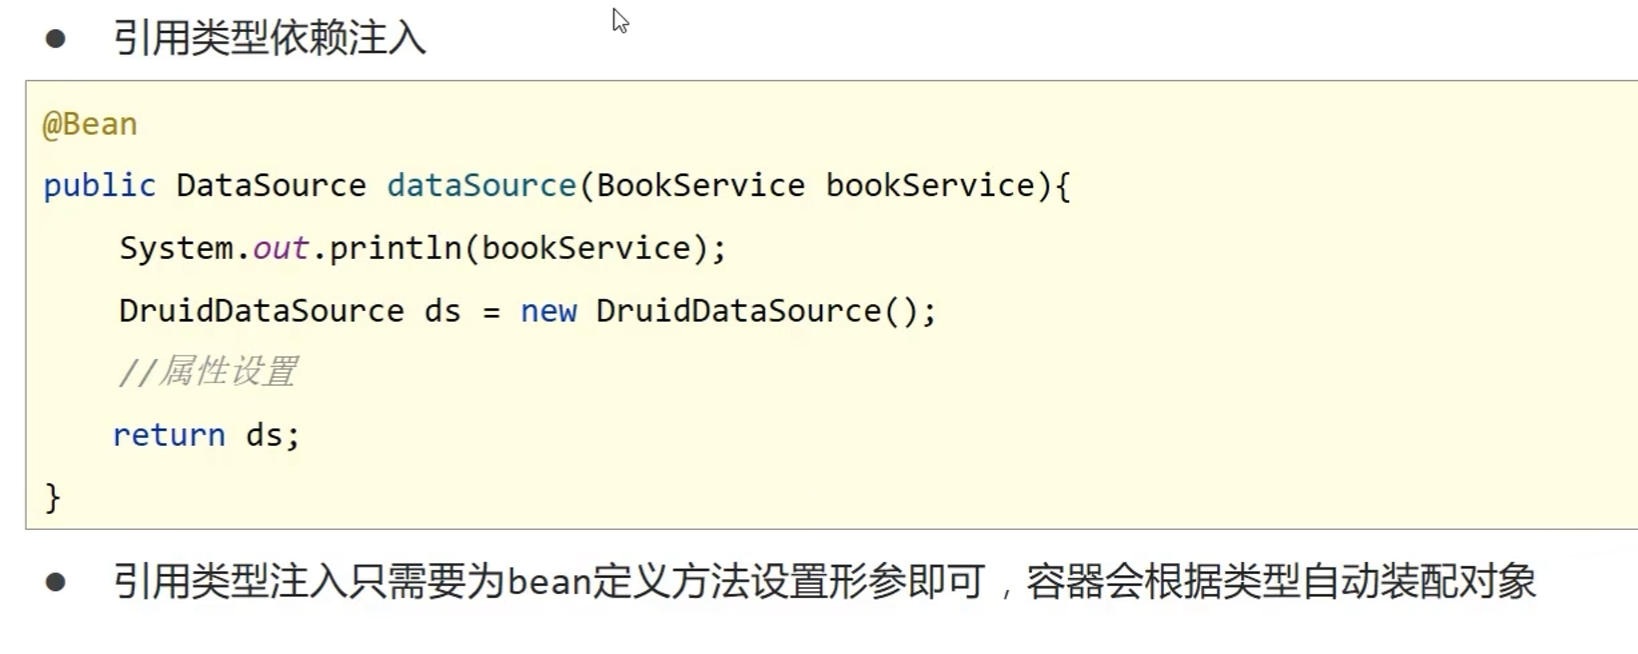 ● 引用类型依赖注入
@Bean
public DataSource dataSource(BookService bookService){
System.out.println(bookService);
DruidDataSource ds = new DruidDataSource();
//属性设置
return ds;
}
● 引用类型注入只需要为bean定义方法设置形参即可，容器会根据类型自动装配对象